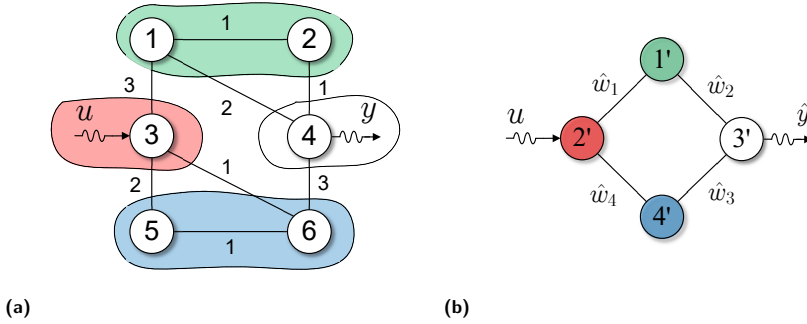 1 1 2
3 2 1
u 3 4 y
2 1 3
5 1 6
(a)
1'
ŵ₁ ŵ₂
u 2' 3' ŷ
ŵ₄ ŵ₃
4'
(b)